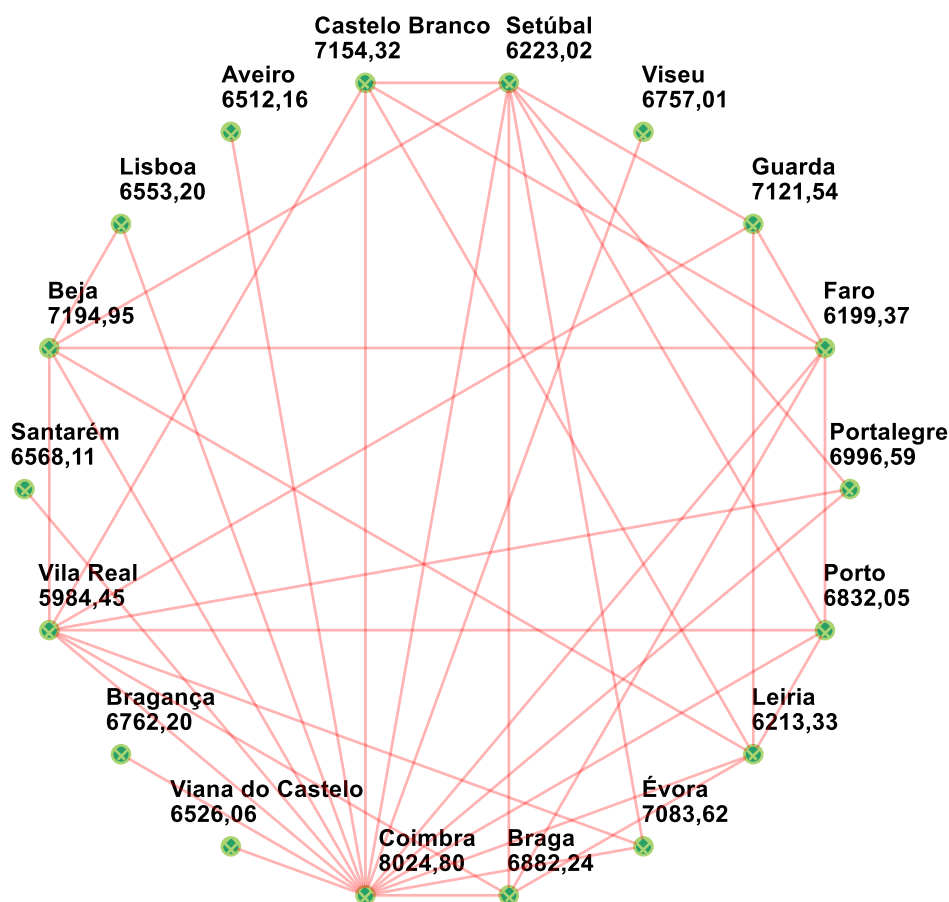 Castelo Branco
7154,32
Setúbal
6223,02
Aveiro
6512,16
Viseu
6757,01
Lisboa
6553,20
Guarda
7121,54
Beja
7194,95
Faro
6199,37
Santarém
6568,11
Portalegre
6996,59
Vila Real
5984,45
Porto
6832,05
Bragança
6762,20
Leiria
6213,33
Viana do Castelo
6526,06
Évora
7083,62
Coimbra
8024,80
Braga
6882,24